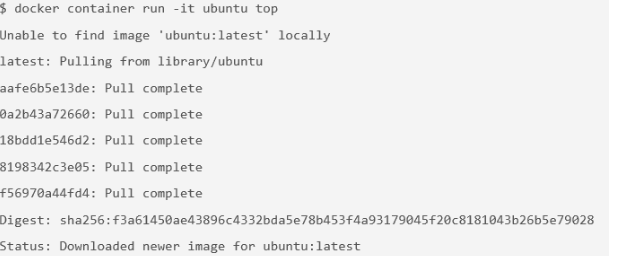 $ docker container run -it ubuntu top
Unable to find image 'ubuntu:latest' locally
latest: Pulling from library/ubuntu
aafe6b5e13de: Pull complete
0a2b43a72660: Pull complete
18bdd1e546d2: Pull complete
8198342c3e05: Pull complete
f56970a44fd4: Pull complete
Digest: sha256:f3a61450ae43896c4332bda5e78b453f4a93179045f20c8181043b26b5e79028
Status: Downloaded newer image for ubuntu:latest